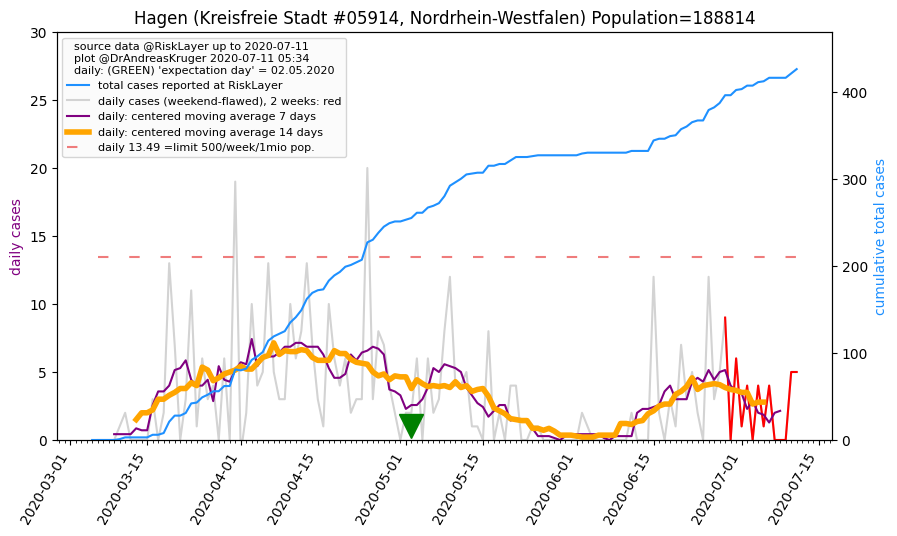 Hagen (Kreisfreie Stadt #05914, Nordrhein-Westfalen) Population=188814
source data @RiskLayer up to 2020-07-11
plot @DrAndreasKruger 2020-07-11 05:34
daily: (GREEN) 'expectation day' = 02.05.2020
total cases reported at RiskLayer
daily cases (weekend-flawed), 2 weeks: red
daily: centered moving average 7 days
daily: centered moving average 14 days
daily 13.49 =limit 500/week/1mio pop.
daily cases
30
25
20
15
10
5
0
cumulative total cases
400
300
200
100
0
2020-03-01
2020-03-15
2020-04-01
2020-04-15
2020-05-01
2020-05-15
2020-06-01
2020-06-15
2020-07-01
2020-07-15